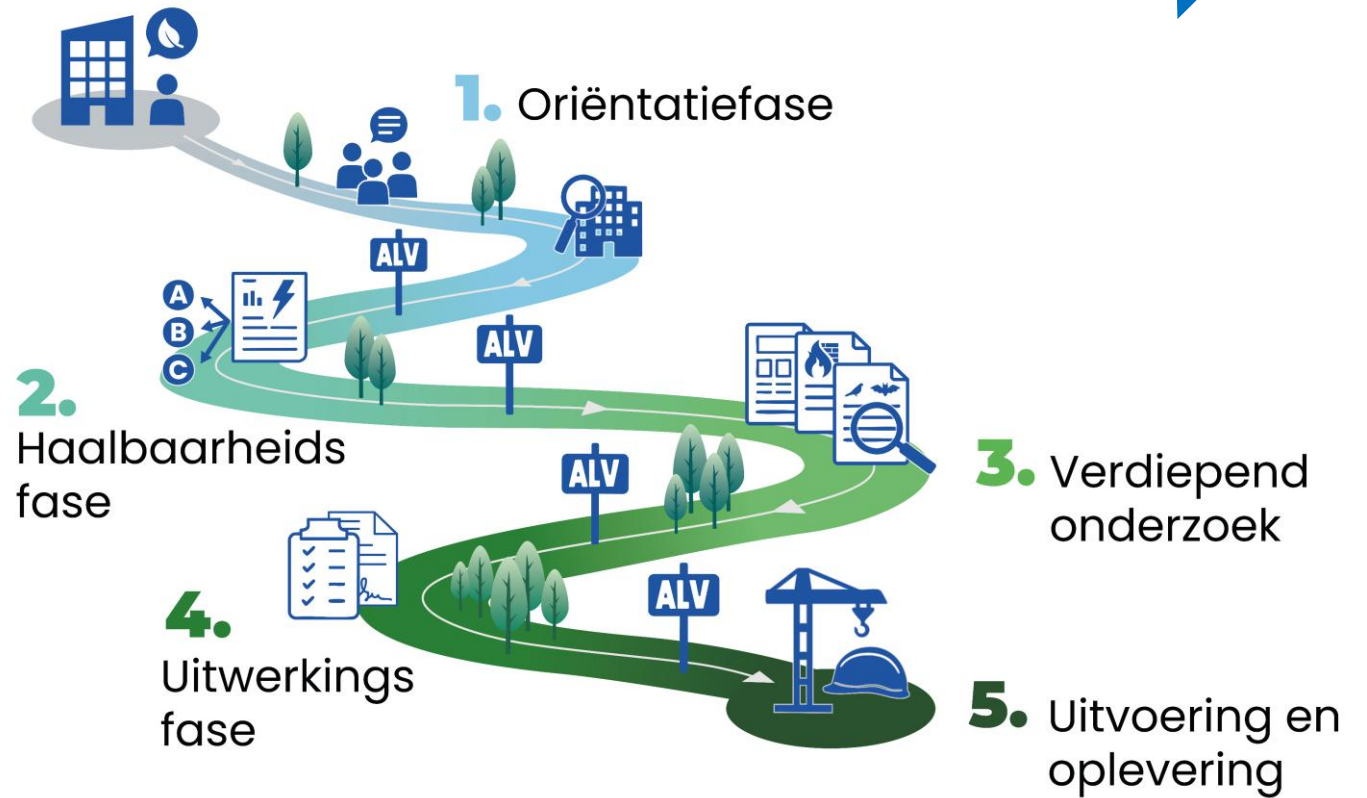 1. Oriëntatiefase
ALV
A
B
C
ALV
2.
Haalbaarheids
fase
ALV
3. Verdiepend
onderzoek
4.
Uitwerkings
fase
ALV
5. Uitvoering en
oplevering